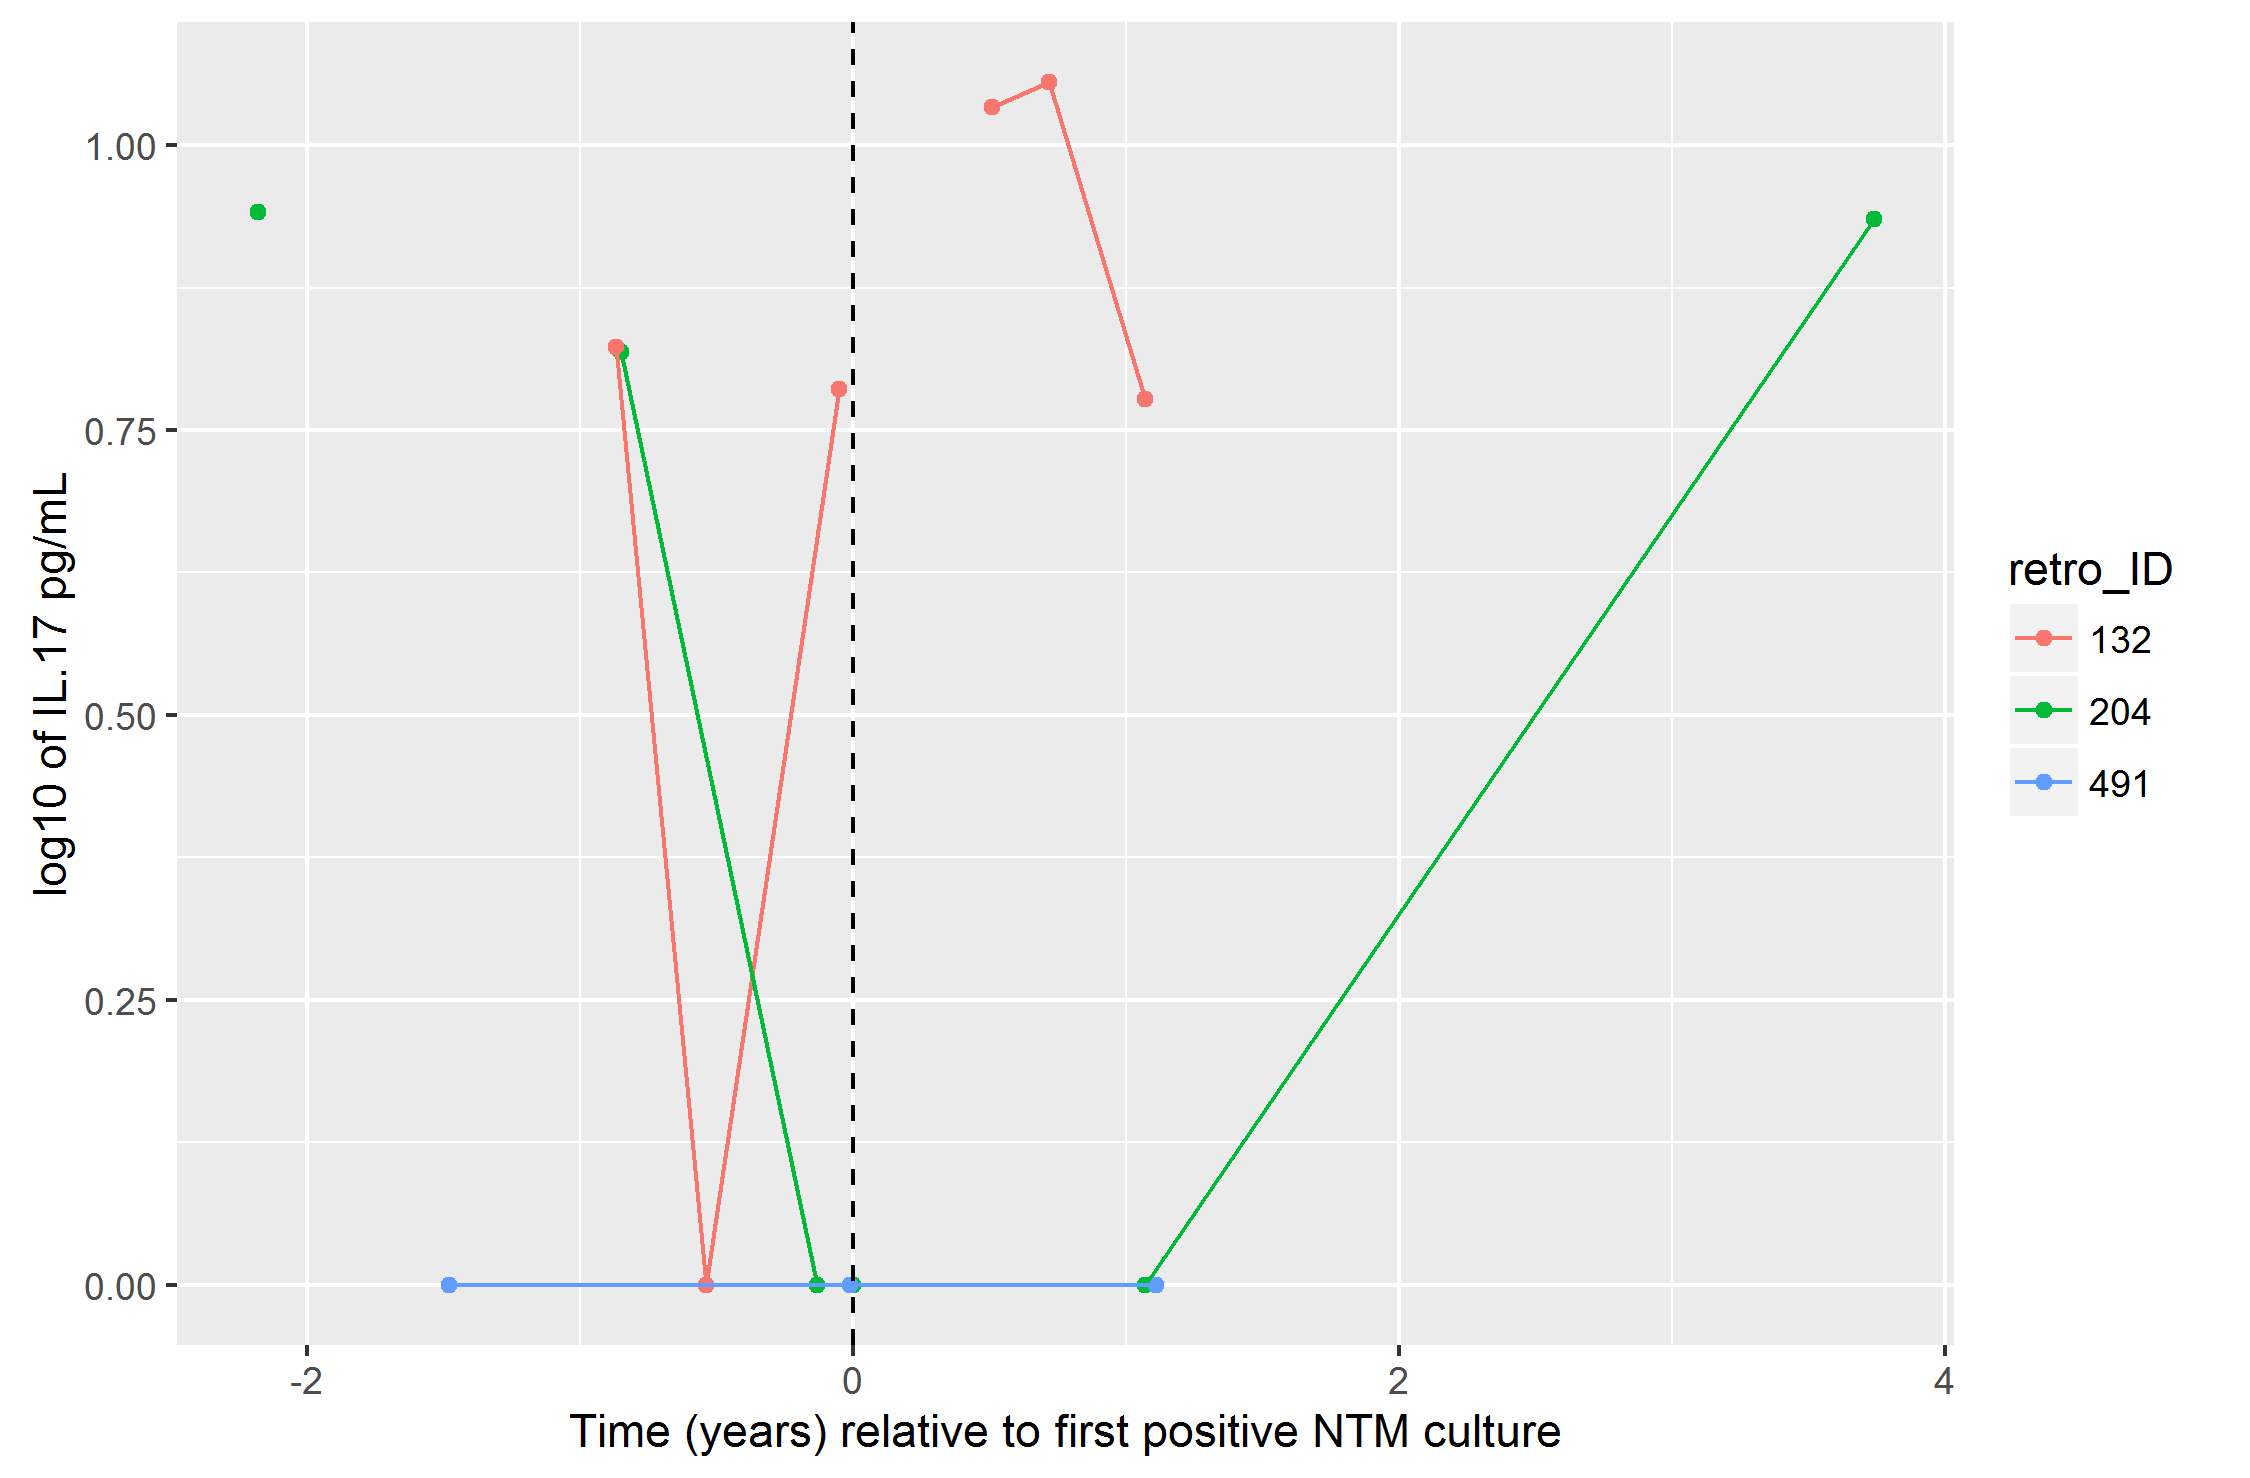 1.00
0.75
0.50
0.25
0.00
log10 of IL.17 pg/mL
-2 0 2 4
Time (years) relative to first positive NTM culture
retro_ID
132
204
491